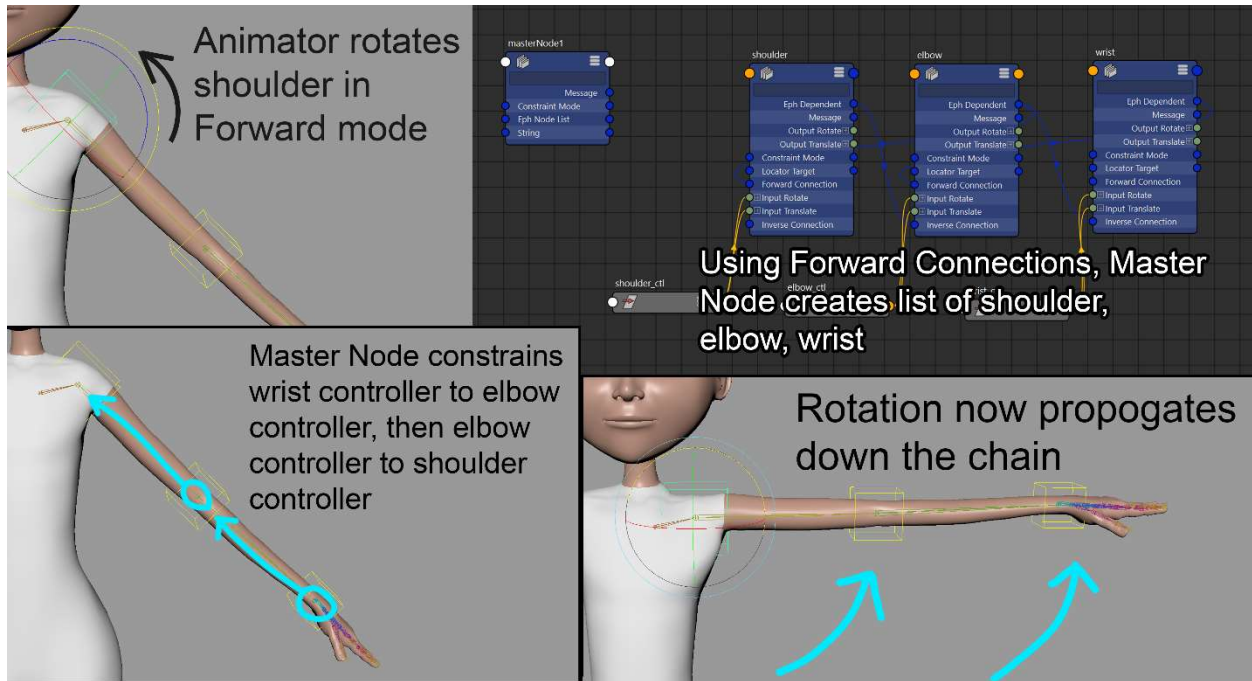 Animator rotates
shoulder in
Forward mode
masterNode1
Message
Constraint Mode
Eph Node List
String
shoulder
Eph Dependent
Message
Output Rotate
Output Translate
Constraint Mode
Locator Target
Forward Connection
Input Rotate
Input Translate
Inverse Connection
elbow
Eph Dependent
Message
Output Rotate
Output Translate
Constraint Mode
Locator Target
Forward Connection
Input Rotate
Input Translate
Inverse Connection
wrist
Eph Dependent
Message
Output Rotate
Output Translate
Constraint Mode
Locator Target
Forward Connection
Input Rotate
Input Translate
Inverse Connection
shoulder_ctl
elbow_ctl
Using Forward Connections, Master
Node creates list of shoulder,
elbow, wrist
Master Node constrains
wrist controller to elbow
controller, then elbow
controller to shoulder
controller
Rotation now propogates
down the chain